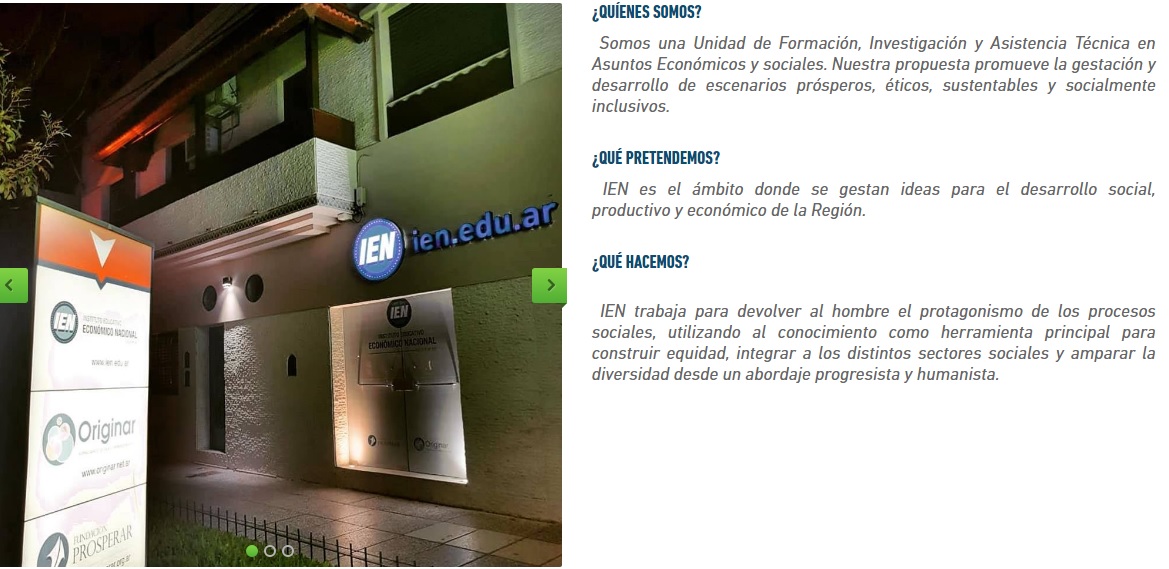 ¿QUÍENES SOMOS?
Somos una Unidad de Formación, Investigación y Asistencia Técnica en
Asuntos Económicos y sociales. Nuestra propuesta promueve la gestación y
desarrollo de escenarios prósperos, éticos, sustentables y socialmente
inclusivos.
¿QUÉ PRETENDEMOS?
IEN es el ámbito donde se gestan ideas para el desarrollo social,
productivo y económico de la Región.
¿QUÉ HACEMOS?
IEN trabaja para devolver al hombre el protagonismo de los procesos
sociales, utilizando al conocimiento como herramienta principal para
construir equidad, integrar a los distintos sectores sociales y amparar la
diversidad desde un abordaje progresista y humanista.
IEN ien.edu.ar
IEN
INSTITUTO EDUCATIVO
ECONÓMICO NACIONAL
www.ien.edu.ar
Originar
www.originar.net.ar
FUNDACIÓN
PROSPERAR
IEN
INSTITUTO EDUCATIVO
ECONÓMICO NACIONAL
Originar